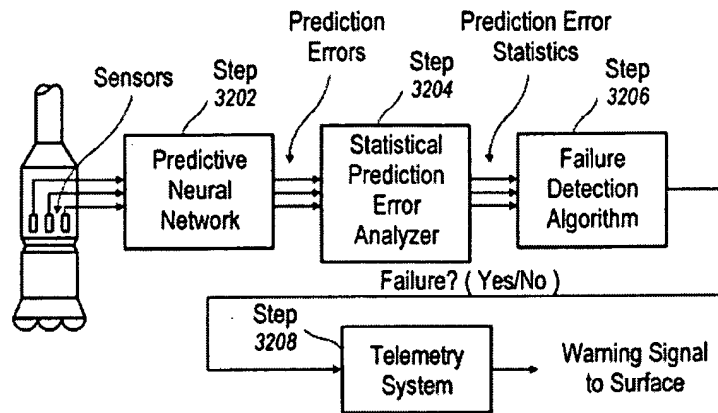 Sensors
Step
3202
Prediction
Errors
Step
3204
Prediction Error
Statistics
Step
3206
Predictive
Neural
Network
Statistical
Prediction
Error
Analyzer
Failure
Detection
Algorithm
Failure? ( Yes/No )
Step
3208
Telemetry
System
Warning Signal
to Surface